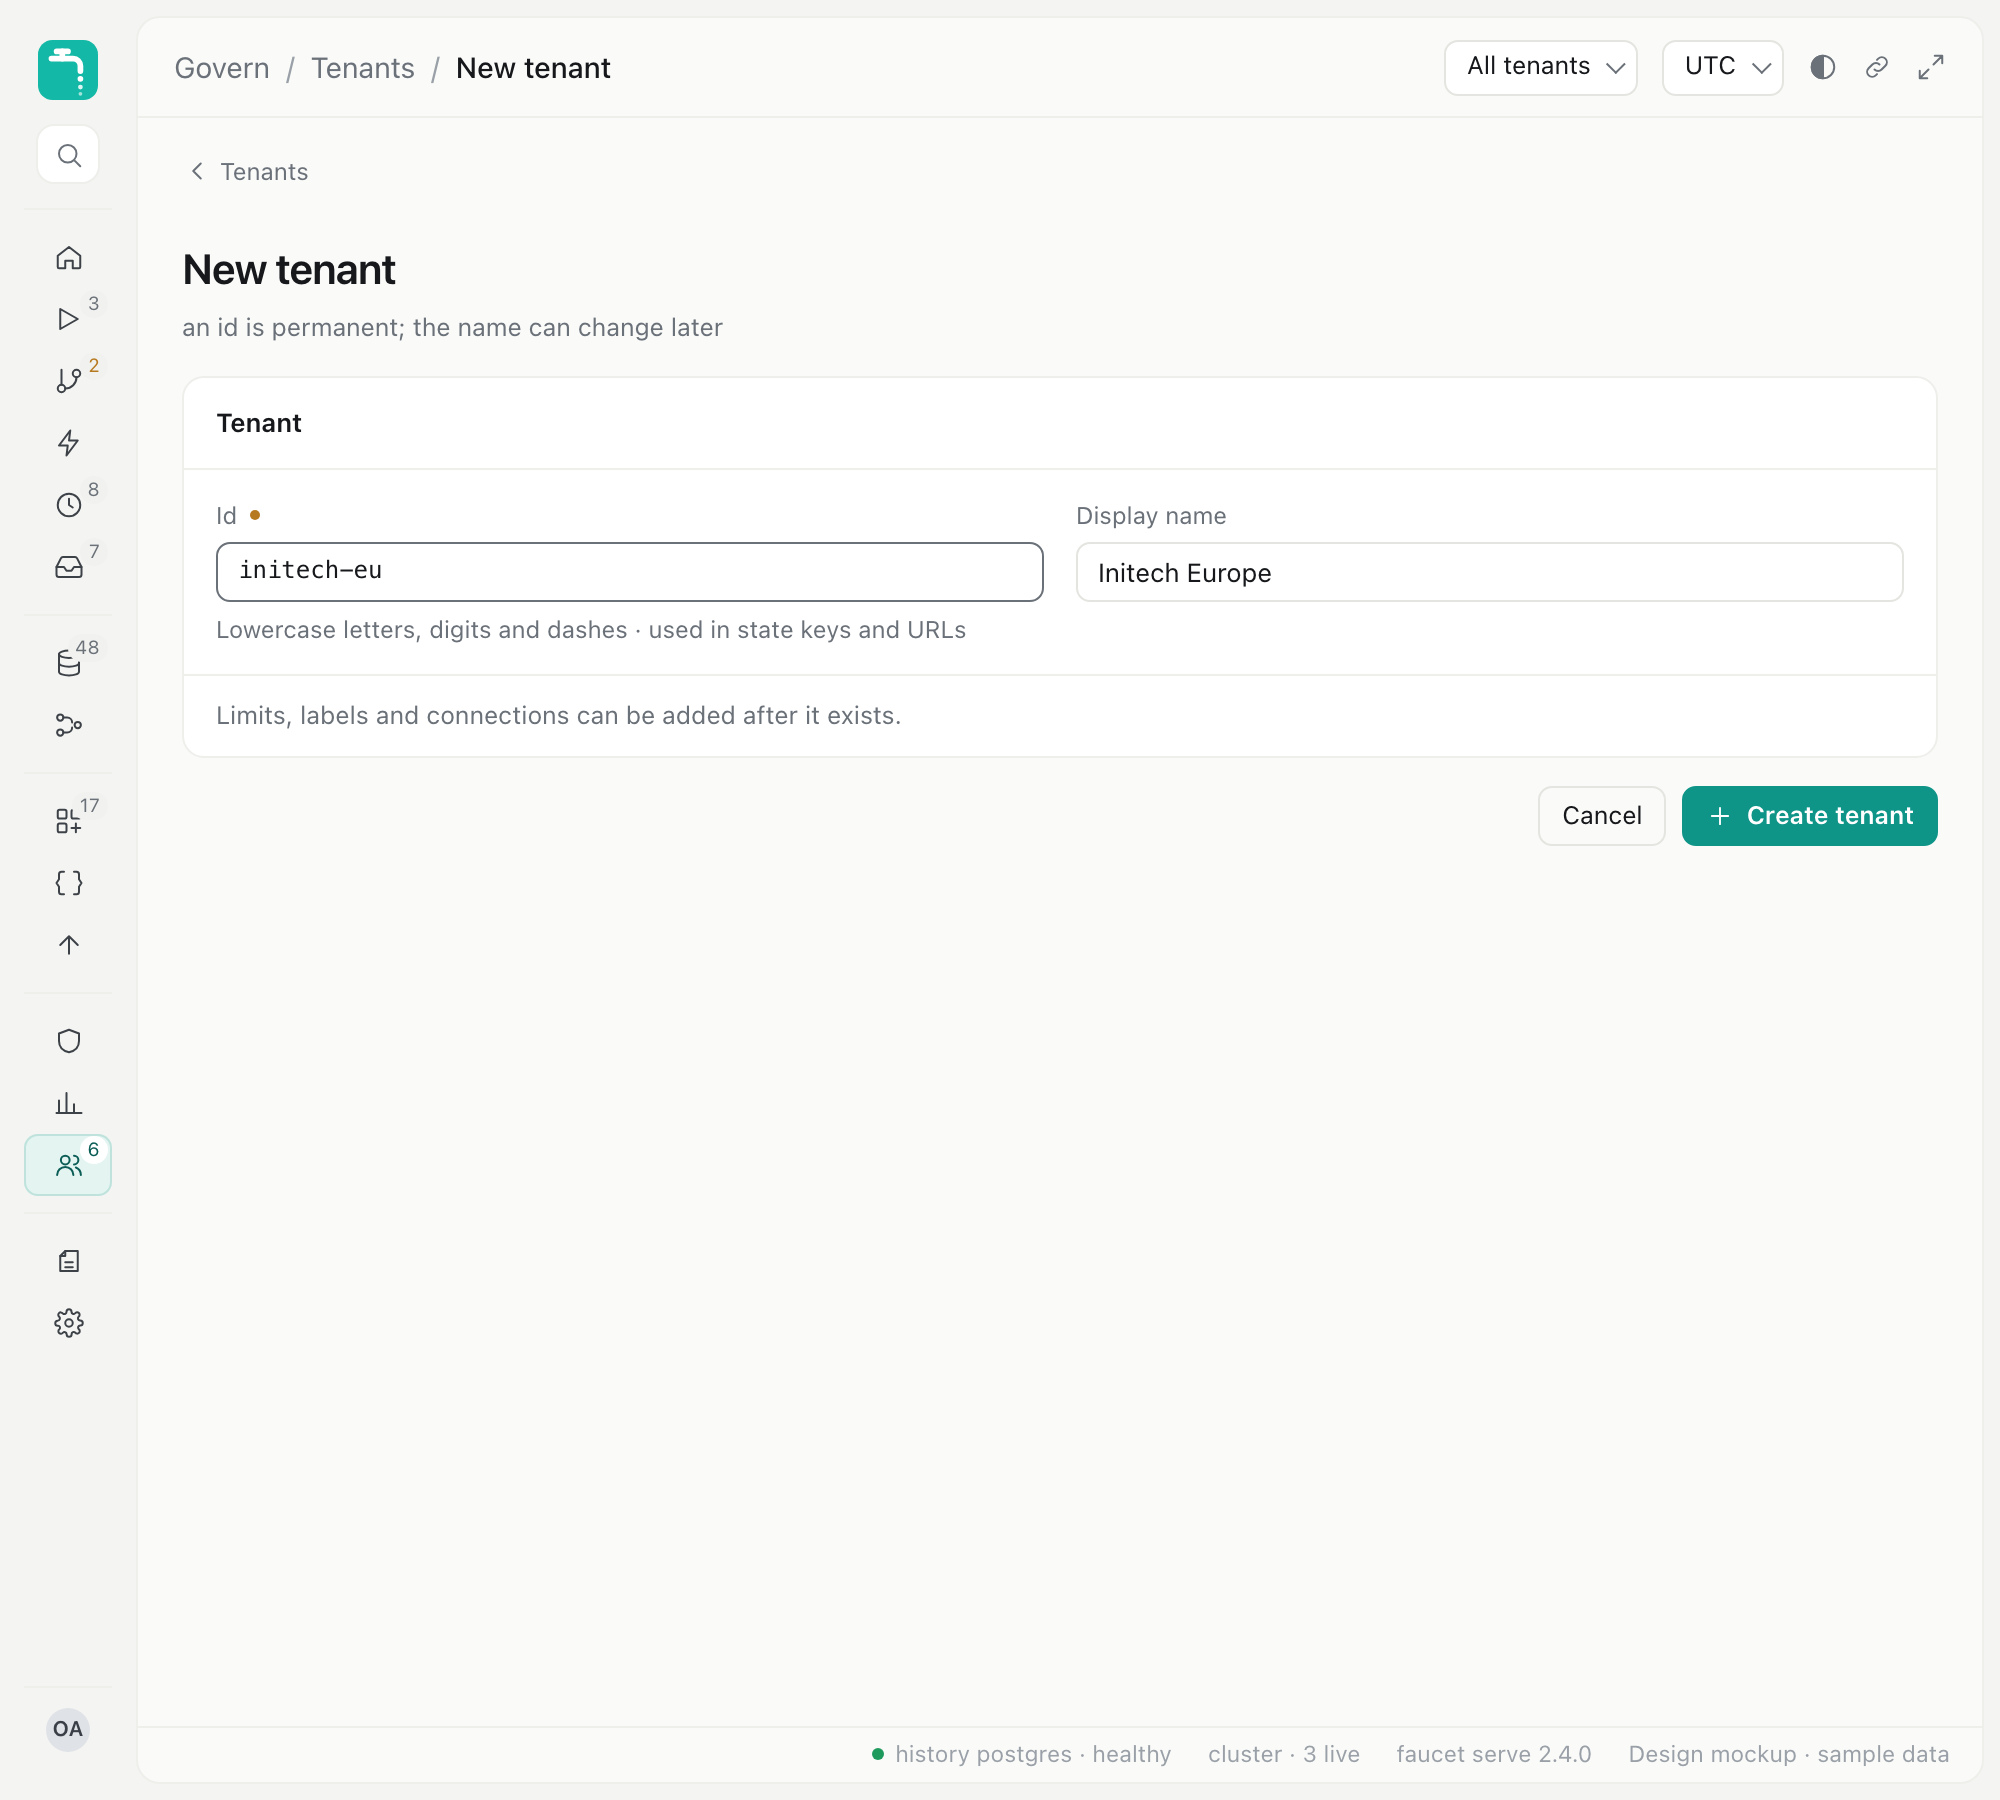 Govern / Tenants / New tenant
All tenants
UTC
Tenants
New tenant
an id is permanent; the name can change later
Tenant
Id
Display name
initech-eu
Initech Europe
Lowercase letters, digits and dashes · used in state keys and URLs
Limits, labels and connections can be added after it exists.
Cancel
Create tenant
3
2
8
7
48
17
6
OA
history postgres · healthy
cluster · 3 live
faucet serve 2.4.0
Design mockup · sample data